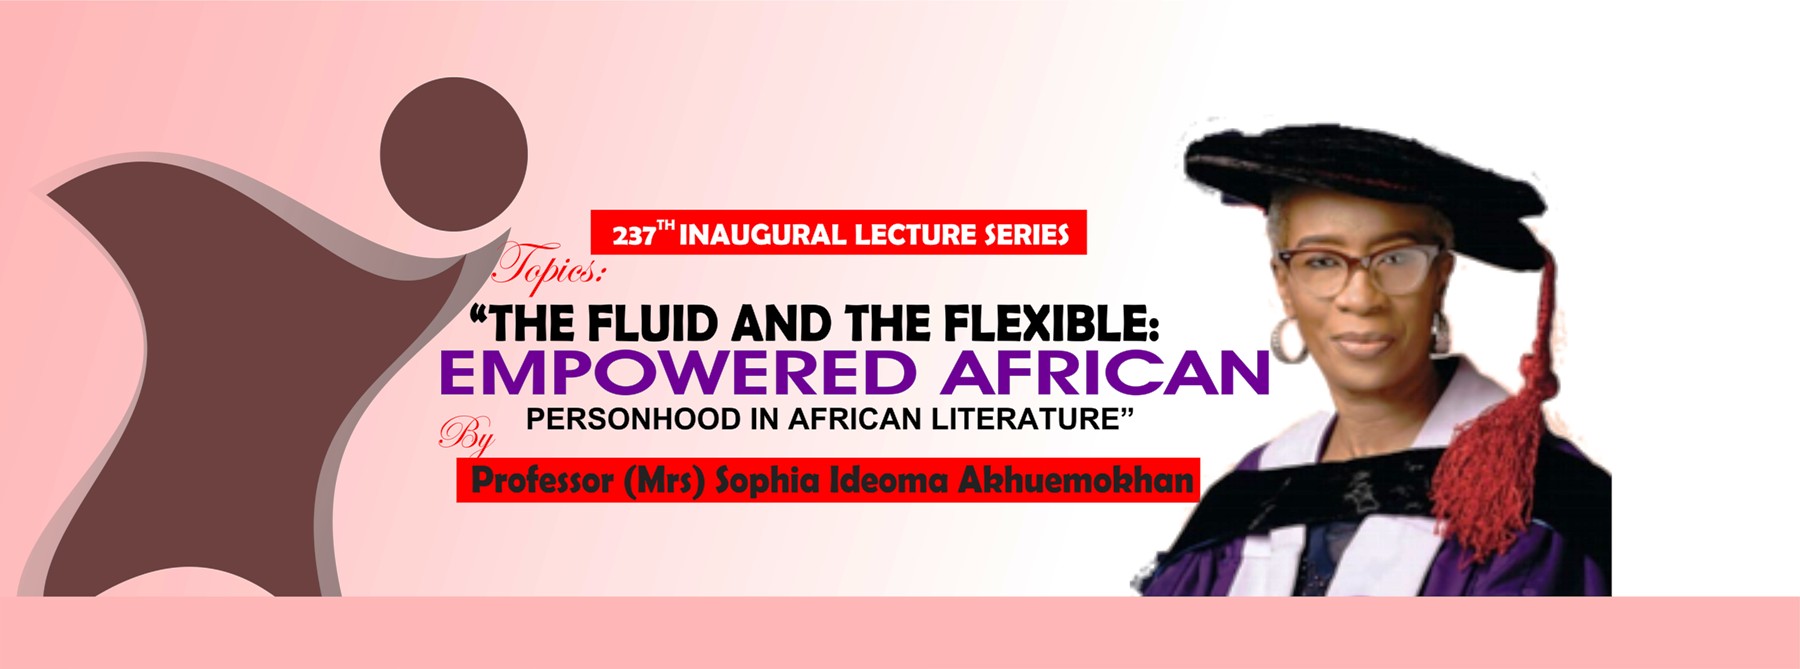 237TH INAUGURAL LECTURE SERIES
Topics:
“THE FLUID AND THE FLEXIBLE:
EMPOWERED AFRICAN
PERSONHOOD IN AFRICAN LITERATURE”
By
Professor (Mrs) Sophia Ideoma Akhuemokhan